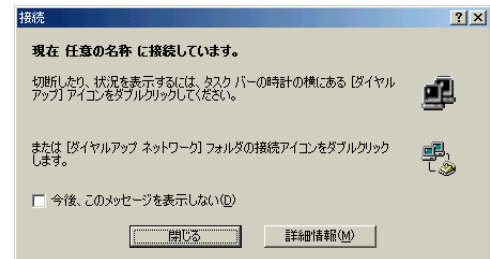 接続
現在 任意の名称 に接続しています。
切断したり、状況を表示するには、タスク バーの時計の横にある [ダイヤル
アップ] アイコンをダブルクリックしてください。
または [ダイヤルアップ ネットワーク] フォルダの接続アイコンをダブルクリック
します。
今後、このメッセージを表示しない(D)
閉じる 詳細情報(M)